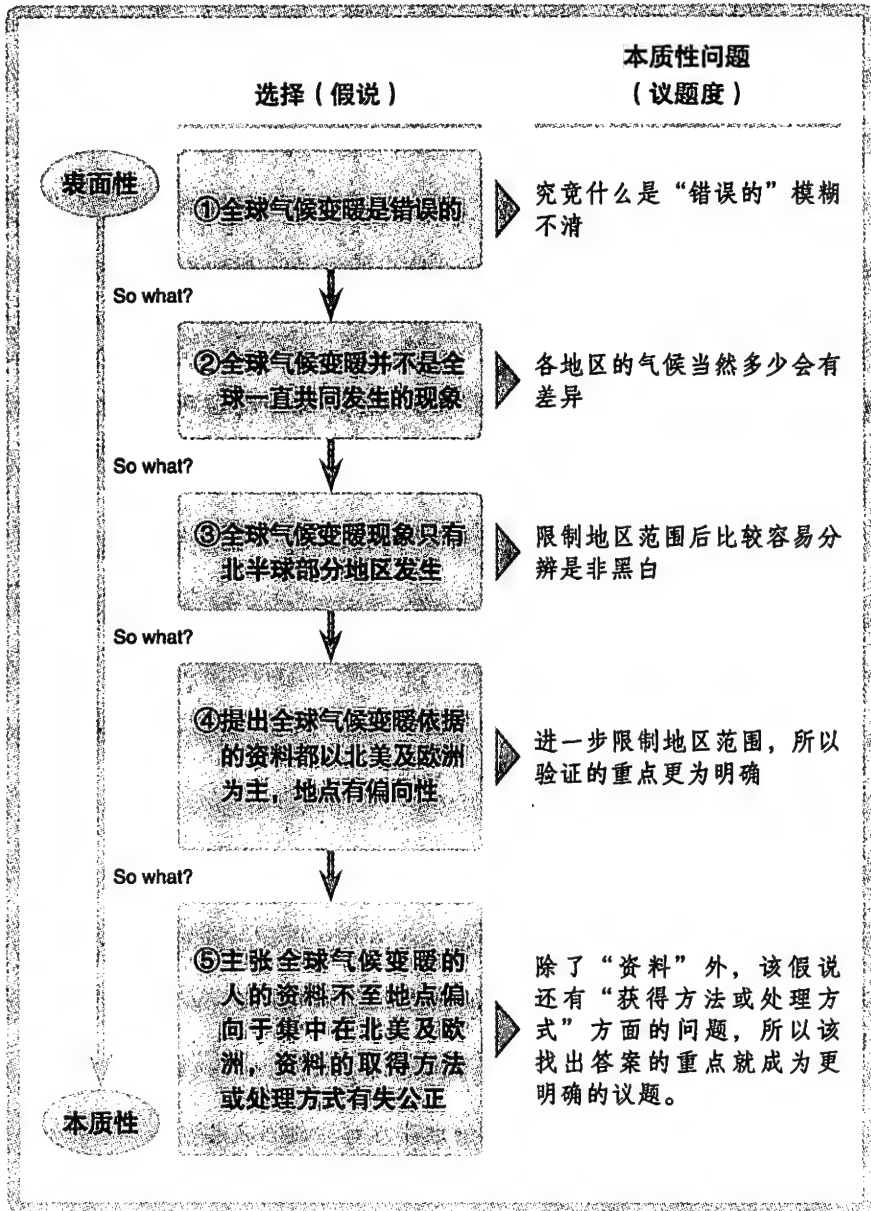 选择（假说）
本质性问题
（议题度）
表面性
①全球气候变暖是错误的
究竟什么是“错误的”模糊
不清
So what?
②全球气候变暖并不是全
球一直共同发生的现象
各地区的气候当然多少会有
差异
So what?
③全球气候变暖现象只有
北半球部分地区发生
限制地区范围后比较容易分
辨是非黑白
So what?
④提出全球气候变暖依据
的资料都以北美及欧洲
为主，地点有偏向性
进一步限制地区范围，所以
验证的重点更为明确
So what?
⑤主张全球气候变暖的
人的资料不至地点偏
向于集中在北美及欧
洲，资料的取得方法
或处理方式有失公正
除了“资料”外，该假说
还有“获得方法或处理方
式”方面的问题，所以该
找出答案的重点就成为更
明确的议题。
本质性